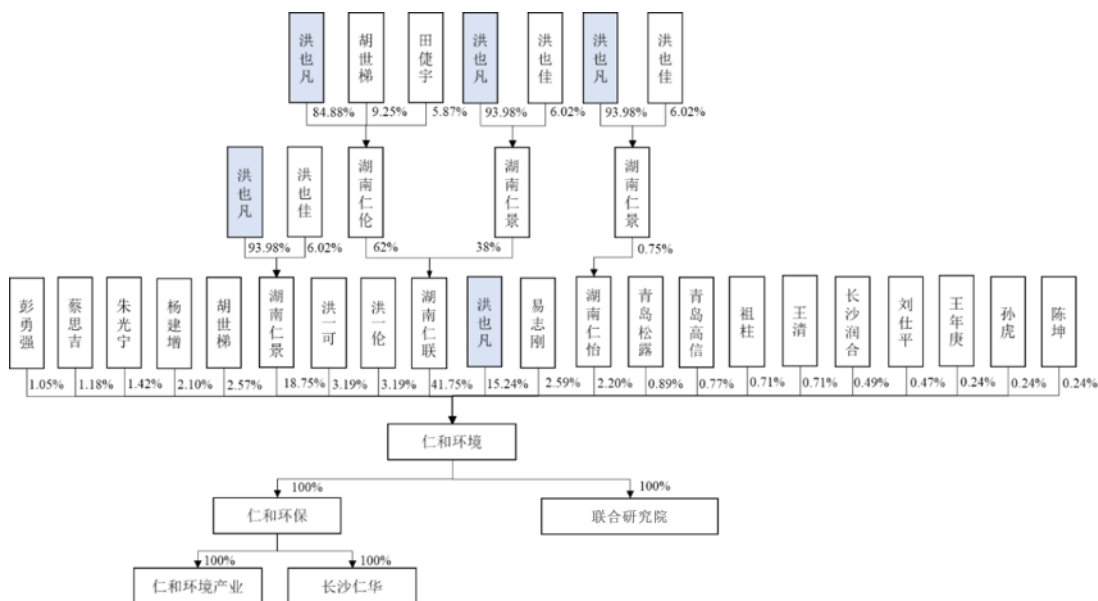 洪也凡
胡世梯
田倢宇
洪也凡
洪也佳
洪也凡
洪也佳
84.88%
9.25%
5.87%
93.98%
6.02%
93.98%
6.02%
洪也凡
洪也佳
湖南仁伦
湖南仁景
湖南仁景
93.98%
6.02%
62%
38%
0.75%
彭勇强
蔡思吉
朱光宁
杨建增
胡世梯
湖南仁景
洪一可
洪一伦
湖南仁联
洪也凡
易志刚
湖南仁怡
青岛松露
青岛高信
祖柱
王清
长沙润合
刘仕平
王年庚
孙虎
陈坤
1.05%
1.18%
1.42%
2.10%
2.57%
18.75%
3.19%
3.19%
41.75%
15.24%
2.59%
2.20%
0.89%
0.77%
0.71%
0.71%
0.49%
0.47%
0.24%
0.24%
0.24%
仁和环境
100%
100%
仁和环保
联合研究院
100%
100%
仁和环境产业
长沙仁华